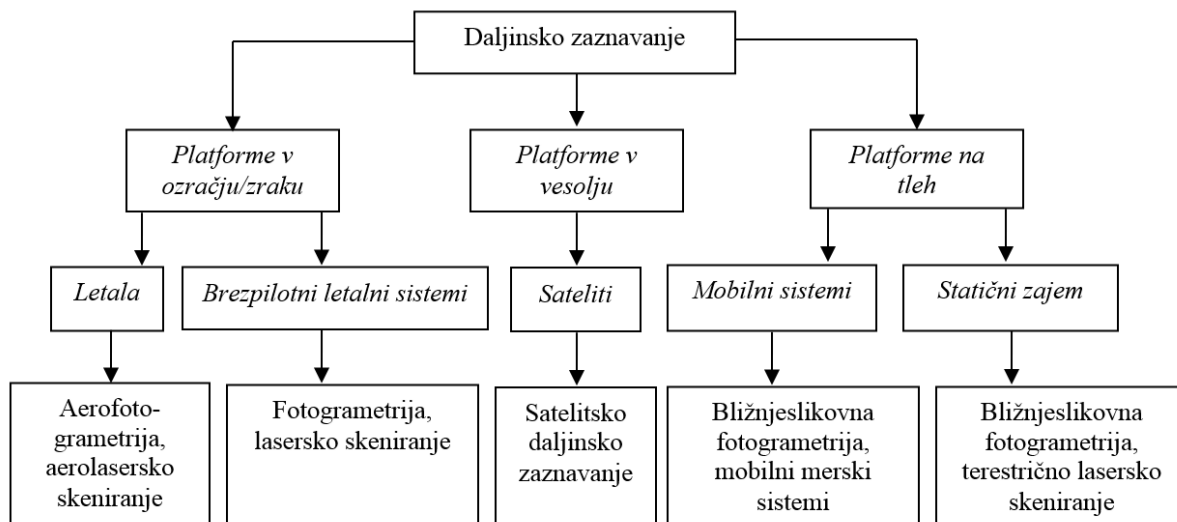 Daljinsko zaznavanje
Platforme v
ozračju/zraku
Platforme v
vesolju
Platforme na
tleh
Letala
Brezpilotni letalni sistemi
Sateliti
Mobilni sistemi
Statični zajem
Aerofoto-
grametrija,
aerolasersko
skeniranje
Fotogrametrija,
lasersko skeniranje
Satelitsko
daljinsko
zaznavanje
Bližnjeslikovna
fotogrametrija,
mobilni merski
sistemi
Bližnjeslikovna
fotogrametrija,
terestrično lasersko
skeniranje